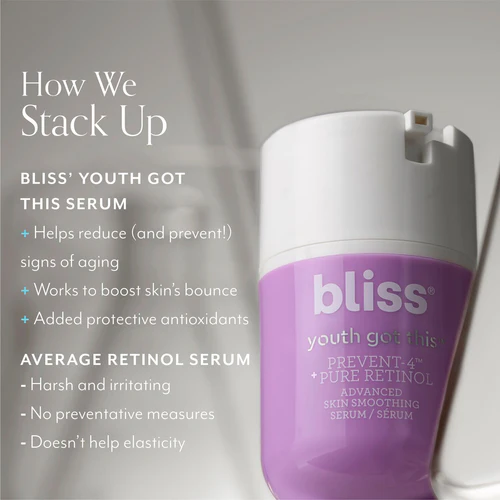 How We
Stack Up
BLISS' YOUTH GOT
THIS SERUM
+ Helps reduce (and prevent!)
signs of aging
+ Works to boost skin's bounce
+ Added protective antioxidants
AVERAGE RETINOL SERUM
- Harsh and irritating
- No preventative measures
- Doesn't help elasticity
bliss®
youth got this
PREVENT-4™
+ PURE RETINOL
ADVANCED
SKIN SMOOTHING
SERUM / SÉRUM